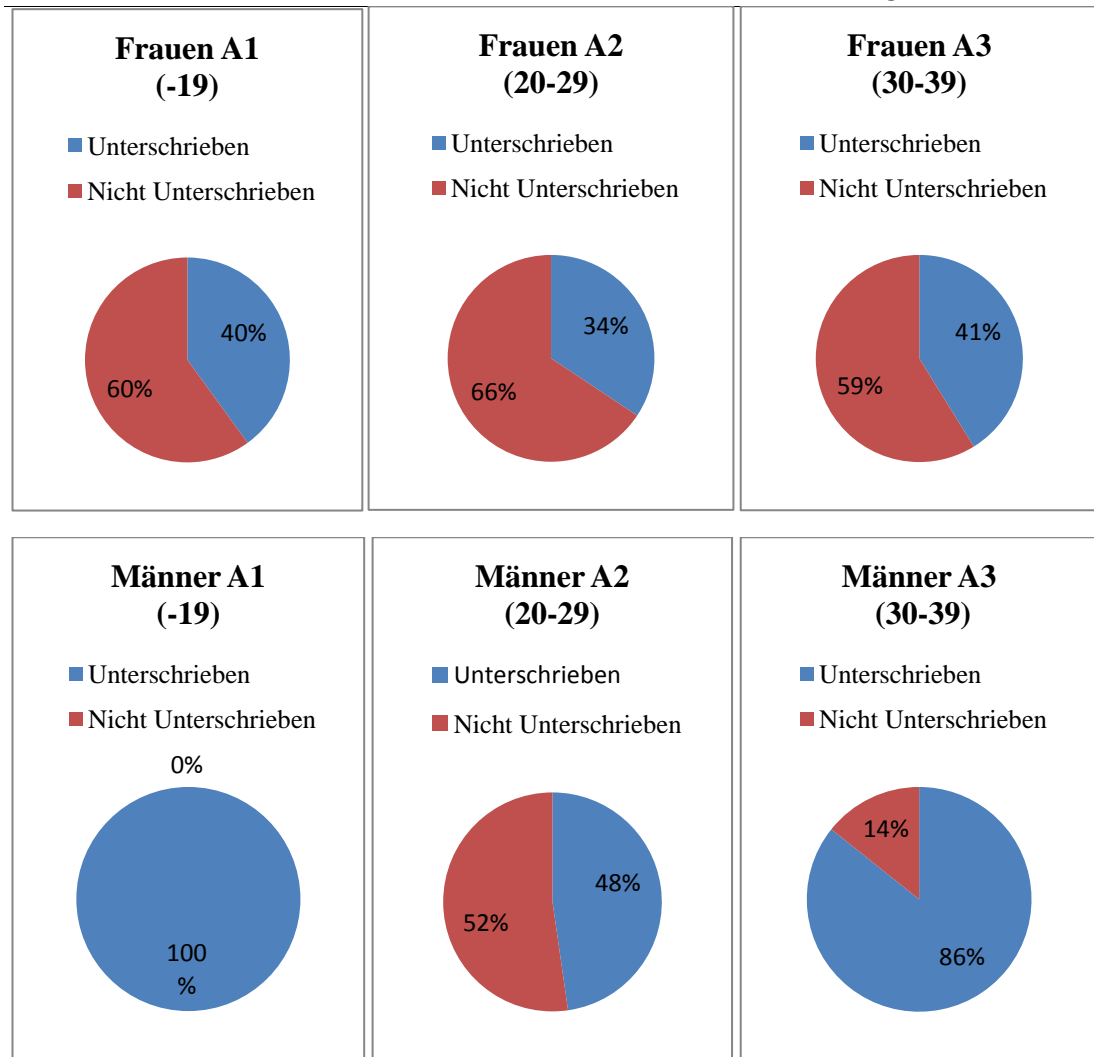 Frauen A1
(-19)
Unterschrieben
Nicht Unterschrieben
40%
60%
Frauen A2
(20-29)
Unterschrieben
Nicht Unterschrieben
34%
66%
Frauen A3
(30-39)
Unterschrieben
Nicht Unterschrieben
41%
59%
Männer A1
(-19)
Unterschrieben
Nicht Unterschrieben
0%
100
%
Männer A2
(20-29)
Unterschrieben
Nicht Unterschrieben
48%
52%
Männer A3
(30-39)
Unterschrieben
Nicht Unterschrieben
14%
86%